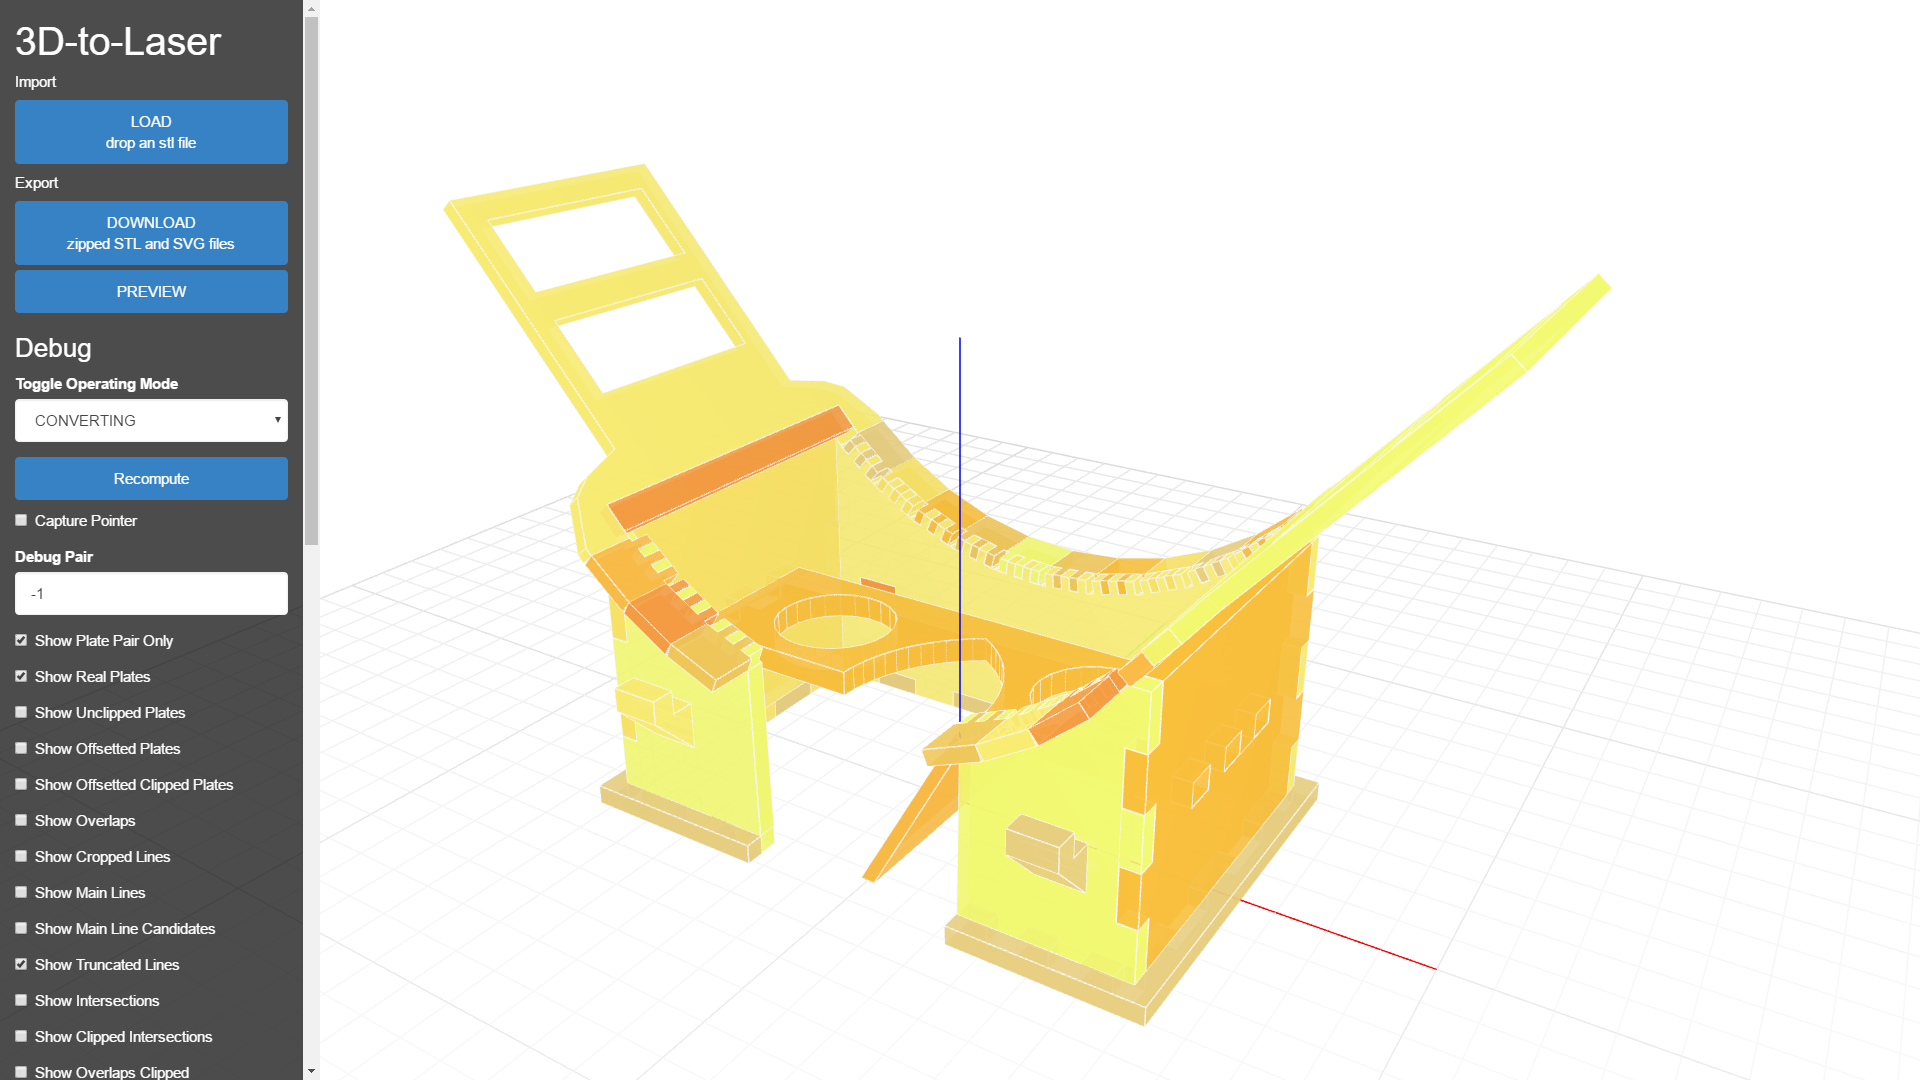 3D-to-Laser
Import
LOAD
drop an stl file
Export
DOWNLOAD
zipped STL and SVG files
PREVIEW
Debug
Toggle Operating Mode
CONVERTING
Recompute
Capture Pointer
Debug Pair
-1
Show Plate Pair Only
Show Real Plates
Show Unclipped Plates
Show Offsetted Plates
Show Offsetted Clipped Plates
Show Overlaps
Show Cropped Lines
Show Main Lines
Show Main Line Candidates
Show Truncated Lines
Show Intersections
Show Clipped Intersections
Show Overlaps Clipped